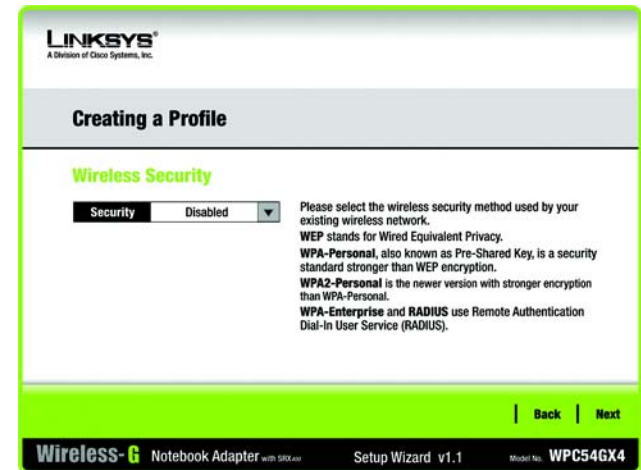 LINKSYS®
A Division of Cisco Systems, Inc.
Creating a Profile
Wireless Security
Security Disabled
Please select the wireless security method used by your
existing wireless network.
WEP stands for Wired Equivalent Privacy.
WPA-Personal, also known as Pre-Shared Key, is a security
standard stronger than WEP encryption.
WPA2-Personal is the newer version with stronger encryption
than WPA-Personal.
WPA-Enterprise and RADIUS use Remote Authentication
Dial-In User Service (RADIUS).
Back Next
Wireless-G Notebook Adapter with SRX400 Setup Wizard v1.1 Model No. WPC54GX4